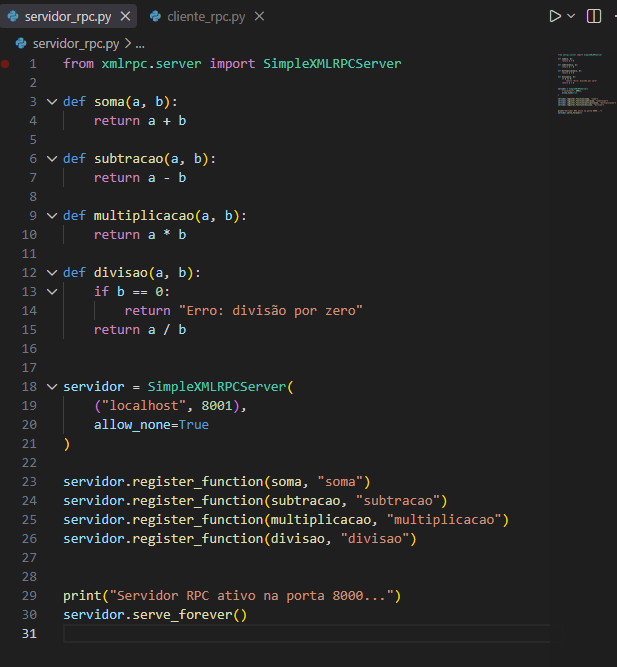 servidor_rpc.py
cliente_rpc.py
servidor_rpc.py > ...
1 from xmlrpc.server import SimpleXMLRPCServer
2
3 def soma(a, b):
4     return a + b
5
6 def subtracao(a, b):
7     return a - b
8
9 def multiplicacao(a, b):
10     return a * b
11
12 def divisao(a, b):
13     if b == 0:
14         return "Erro: divisão por zero"
15     return a / b
16
17
18 servidor = SimpleXMLRPCServer(
19     ("localhost", 8001),
20     allow_none=True
21 )
22
23 servidor.register_function(soma, "soma")
24 servidor.register_function(subtracao, "subtracao")
25 servidor.register_function(multiplicacao, "multiplicacao")
26 servidor.register_function(divisao, "divisao")
27
28
29 print("Servidor RPC ativo na porta 8000...")
30 servidor.serve_forever()
31